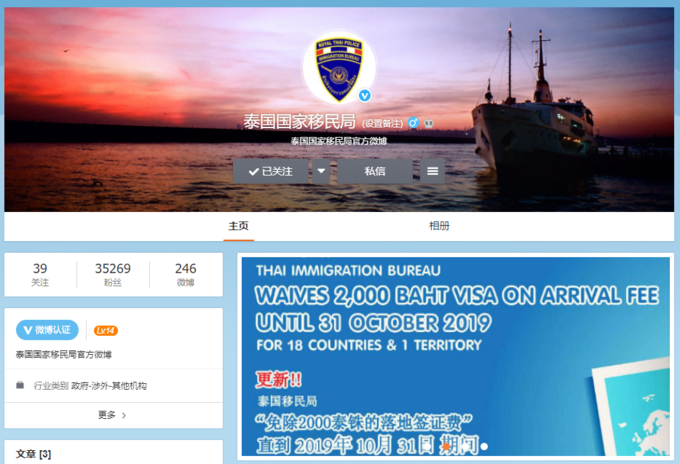 ROYAL THAI POLICE
IMMIGRATION BUREAU
泰国国家移民局 (设置备注)
泰国国家移民局官方微博
已关注
私信
主页
相册
39
关注
35269
粉丝
246
微博
微博认证
Lv.14
泰国国家移民局官方微博
行业类别 政府-涉外-其他机构
更多 >
文章 [3]
THAI IMMIGRATION BUREAU
WAIVES 2,000 BAHT VISA ON ARRIVAL FEE
UNTIL 31 OCTOBER 2019
FOR 18 COUNTRIES & 1 TERRITORY
更新!!
泰国移民局
“免除2000泰铢的落地签证费”
直到 2019年 10月 31日 期间